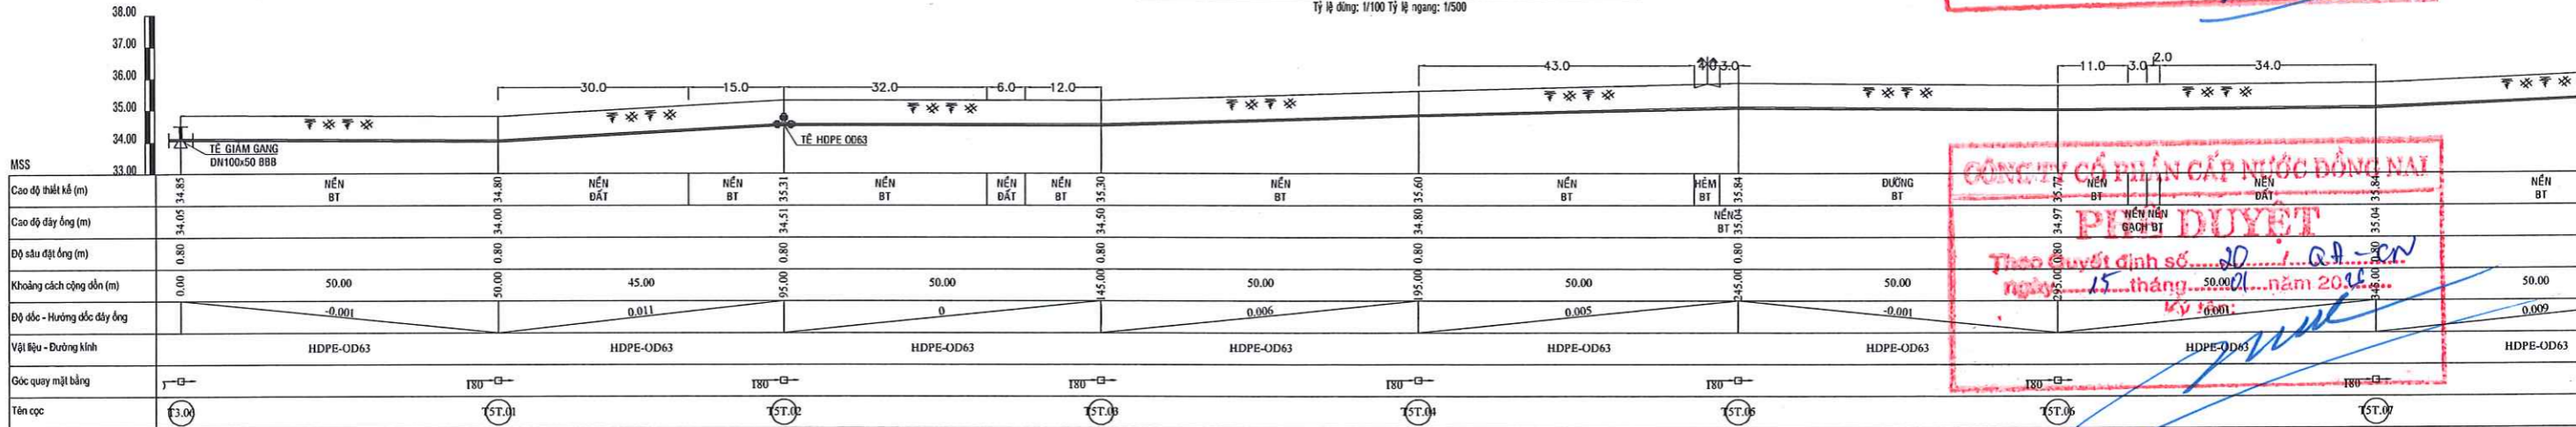 Tỷ lệ đứng: 1/100 Tỷ lệ ngang: 1/500
38.00
37.00
36.00
35.00
34.00
33.00
MSS
30.0 15.0 32.0 6.0 12.0 43.0 3.0 11.0 3.0 2.0 34.0
TÊ GIẢM GANG
DN100x50 BBB
TÊ HDPE OD63
Cao độ thiết kế (m) 34.85 34.80 35.31 35.30 35.60 35.84 35.77 35.84
NỀN BT NỀN ĐẤT NỀN BT NỀN BT NỀN ĐẤT NỀN BT NỀN BT NỀN BT HẺM BT ĐƯỜNG BT NỀN BT NỀN ĐẤT NỀN BT
NỀN BT NỀN GẠCH NỀN BT
Cao độ đáy ống (m) 34.05 34.00 34.51 34.50 34.80 35.04 34.97 35.04
Độ sâu đặt ống (m) 0.80 0.80 0.80 0.80 0.80 0.80 0.80 0.80
Khoảng cách cộng dồn (m) 0.00 50.00 50.00 45.00 95.00 50.00 145.00 50.00 195.00 50.00 245.00 50.00 295.00 50.00 345.00 50.00
Độ dốc - Hướng dốc đáy ống -0.001 0.011 0 0.006 0.005 -0.001 0.001 0.009
Vật liệu - Đường kính HDPE-OD63 HDPE-OD63 HDPE-OD63 HDPE-OD63 HDPE-OD63 HDPE-OD63 HDPE-OD63 HDPE-OD63
Góc quay mặt bằng 180 180 180 180 180 180 180
Tên cọc T3.06 T5T.01 T5T.02 T5T.03 T5T.04 T5T.05 T5T.06 T5T.07
CÔNG TY CỔ PHẦN CẤP NƯỚC ĐỒNG NAI
PHÊ DUYỆT
Theo Quyết định số 20 / QĐ-CN
ngày 15 tháng 01 năm 2026
Ký tên: